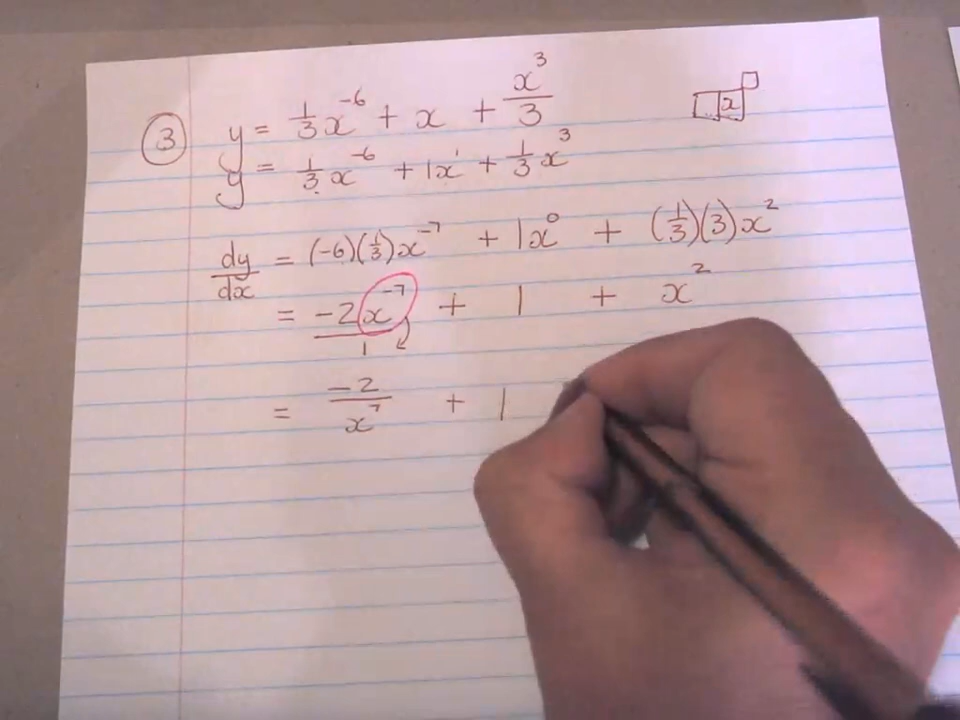 ③ y = 1/3 x^-6 + x + x^3/3
y = 1/3 x^-6 + 1x^1 + 1/3 x^3
dy/dx = (-6)(1/3)x^-7 + 1x^0 + (1/3)(3)x^2
= -2x^-7/1 + 1 + x^2
= -2/x^7 + 1
x